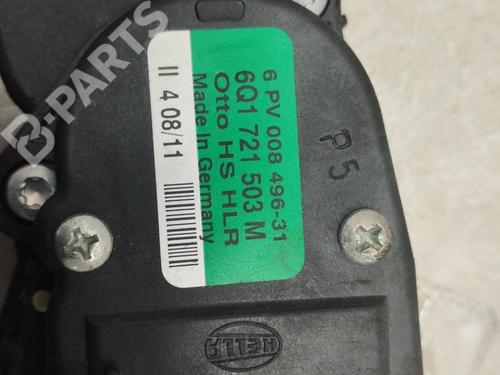 6 PV 008 496-31
6Q1 721 503 M
Otto HS HLR
Made In Germany
II 4 08/11
P5
HELLA
B-PARTS